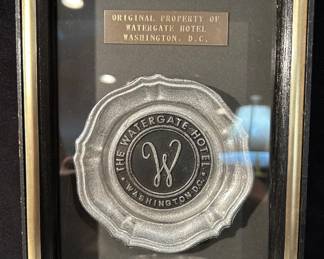 ORIGINAL PROPERTY OF
WATERGATE HOTEL
WASHINGTON, D.C.
• THE WATERGATE HOTEL •
W
WASHINGTON D.C.